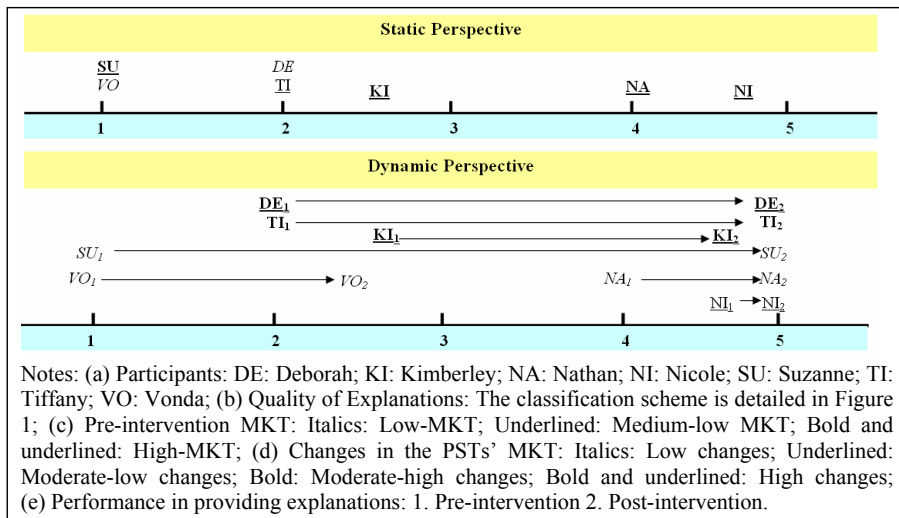 Static Perspective
SU DE
VO TI KI NA NI
1 2 3 4 5
Dynamic Perspective
DE1 DE2
TI1 TI2
KI1 KI2
SU1 SU2
VO1 VO2 NA1 NA2
NI1 NI2
1 2 3 4 5
Notes: (a) Participants: DE: Deborah; KI: Kimberley; NA: Nathan; NI: Nicole; SU: Suzanne; TI:
Tiffany; VO: Vonda; (b) Quality of Explanations: The classification scheme is detailed in Figure
1; (c) Pre-intervention MKT: Italics: Low-MKT; Underlined: Medium-low MKT; Bold and
underlined: High-MKT; (d) Changes in the PSTs’ MKT: Italics: Low changes; Underlined:
Moderate-low changes; Bold: Moderate-high changes; Bold and underlined: High changes;
(e) Performance in providing explanations: 1. Pre-intervention 2. Post-intervention.